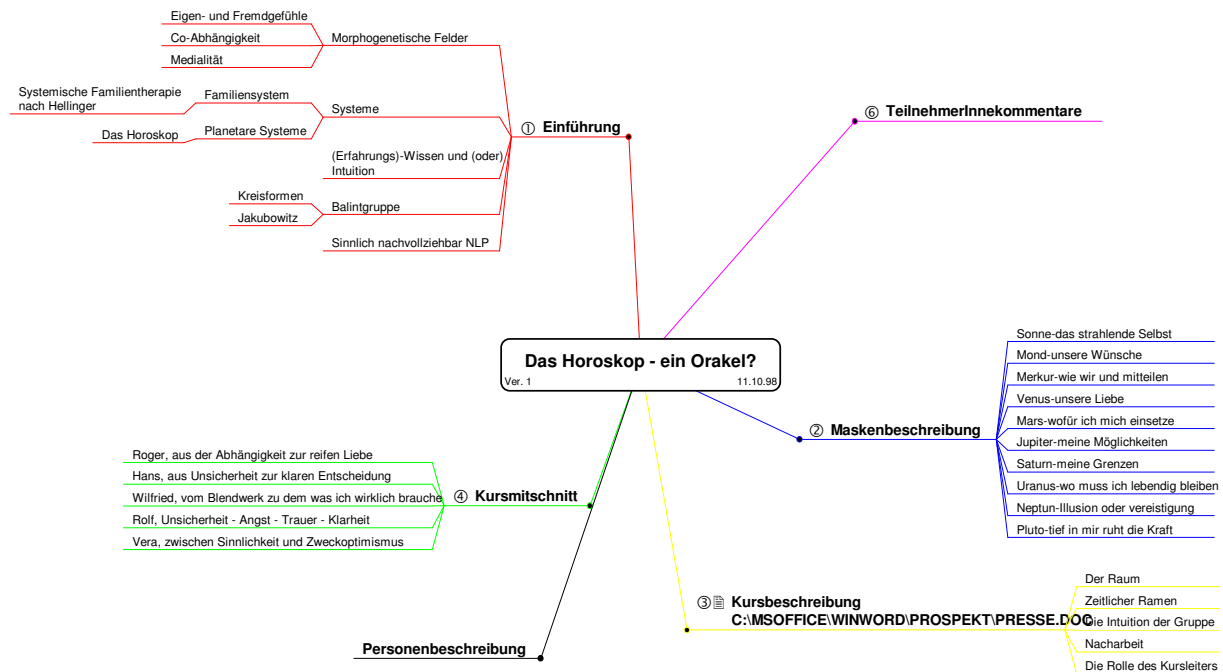 Das Horoskop - ein Orakel?
Ver. 1
11.10.98
① Einführung
Morphogenetische Felder
Eigen- und Fremdgefühle
Co-Abhängigkeit
Medialität
Systeme
Familiensystem
Systemische Familientherapie
nach Hellinger
Planetare Systeme
Das Horoskop
(Erfahrungs)-Wissen und (oder)
Intuition
Balintgruppe
Kreisformen
Jakubowitz
Sinnlich nachvollziehbar NLP
⑥ TeilnehmerInnekommentare
② Maskenbeschreibung
Sonne-das strahlende Selbst
Mond-unsere Wünsche
Merkur-wie wir und mitteilen
Venus-unsere Liebe
Mars-wofür ich mich einsetze
Jupiter-meine Möglichkeiten
Saturn-meine Grenzen
Uranus-wo muss ich lebendig bleiben
Neptun-Illusion oder vereistigung
Pluto-tief in mir ruht die Kraft
③ Kursbeschreibung
C:\MSOFFICE\WINWORD\PROSPEKT\PRESSE.DOC
Der Raum
Zeitlicher Ramen
Die Intuition der Gruppe
Nacharbeit
Die Rolle des Kursleiters
④ Kursmitschnitt
Roger, aus der Abhängigkeit zur reifen Liebe
Hans, aus Unsicherheit zur klaren Entscheidung
Wilfried, vom Blendwerk zu dem was ich wirklich brauche
Rolf, Unsicherheit - Angst - Trauer - Klarheit
Vera, zwischen Sinnlichkeit und Zweckoptimismus
Personenbeschreibung